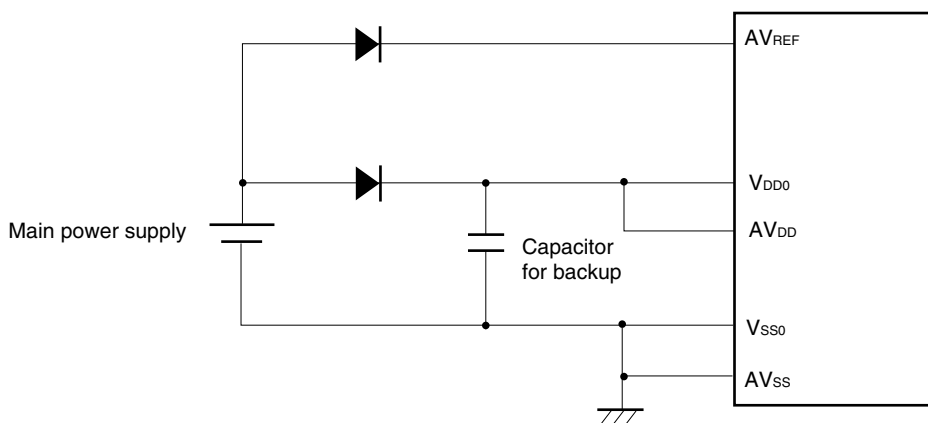 AVREF
VDD0
Main power supply
AVDD
Capacitor
for backup
VSS0
AVSS